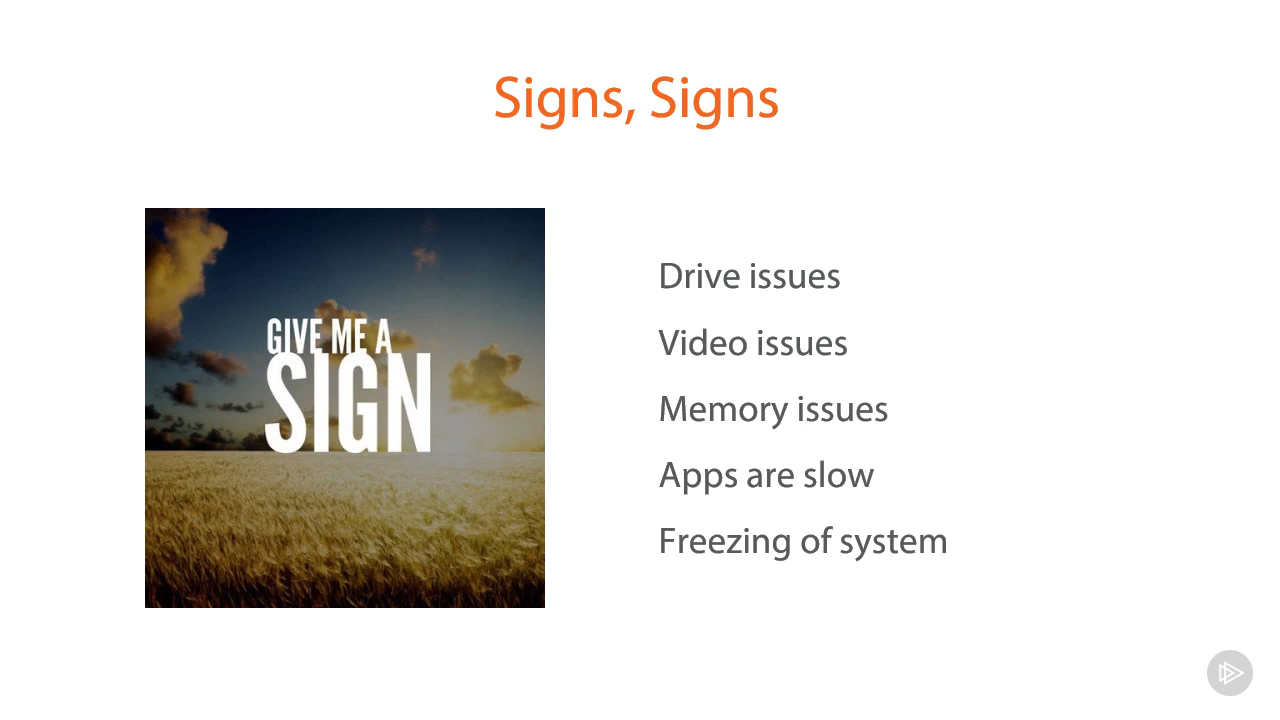 Signs, Signs
GIVE ME A
SIGN
Drive issues
Video issues
Memory issues
Apps are slow
Freezing of system